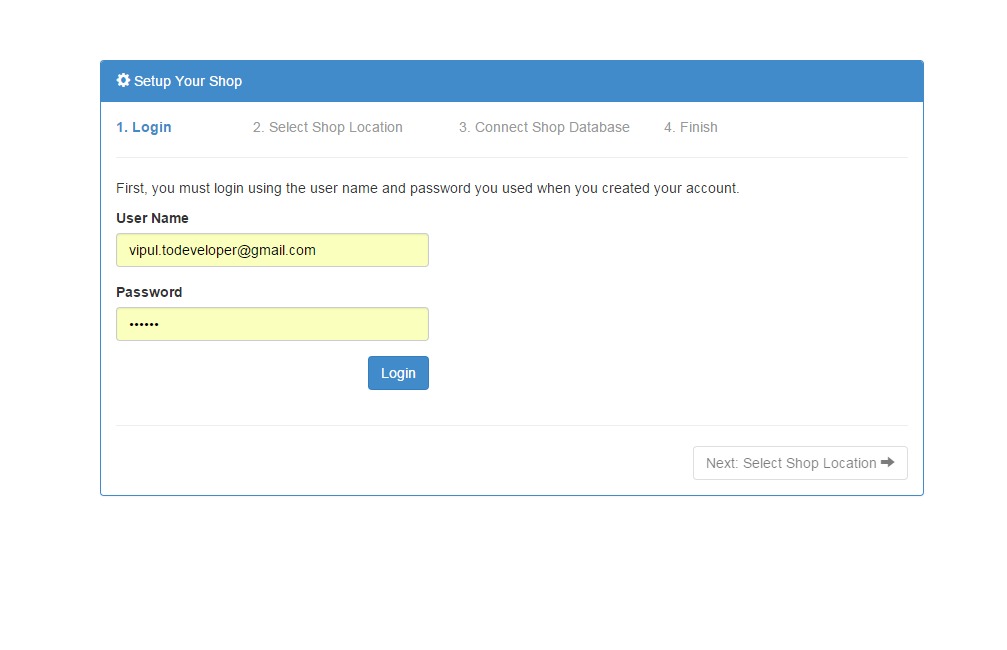 Setup Your Shop
1. Login 2. Select Shop Location 3. Connect Shop Database 4. Finish
First, you must login using the user name and password you used when you created your account.
User Name
vipul.todeveloper@gmail.com
Password
••••••
Login
Next: Select Shop Location